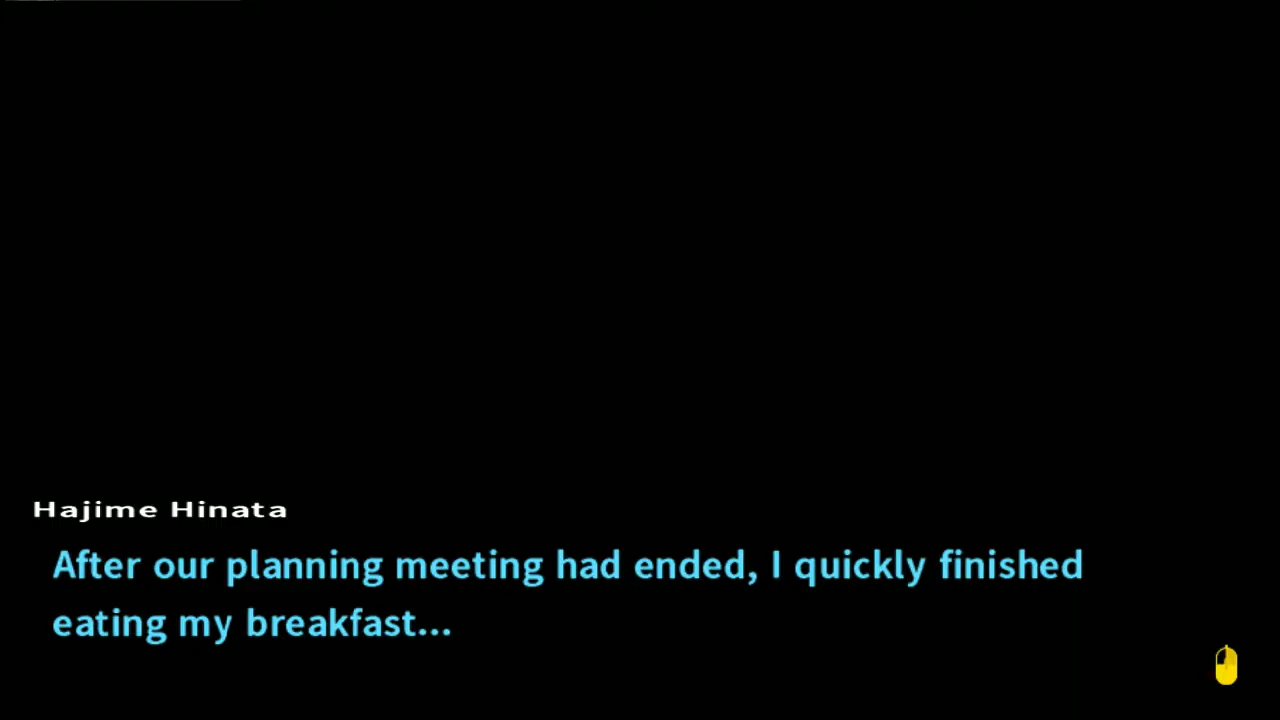 Hajime Hinata
After our planning meeting had ended, I quickly finished
eating my breakfast...